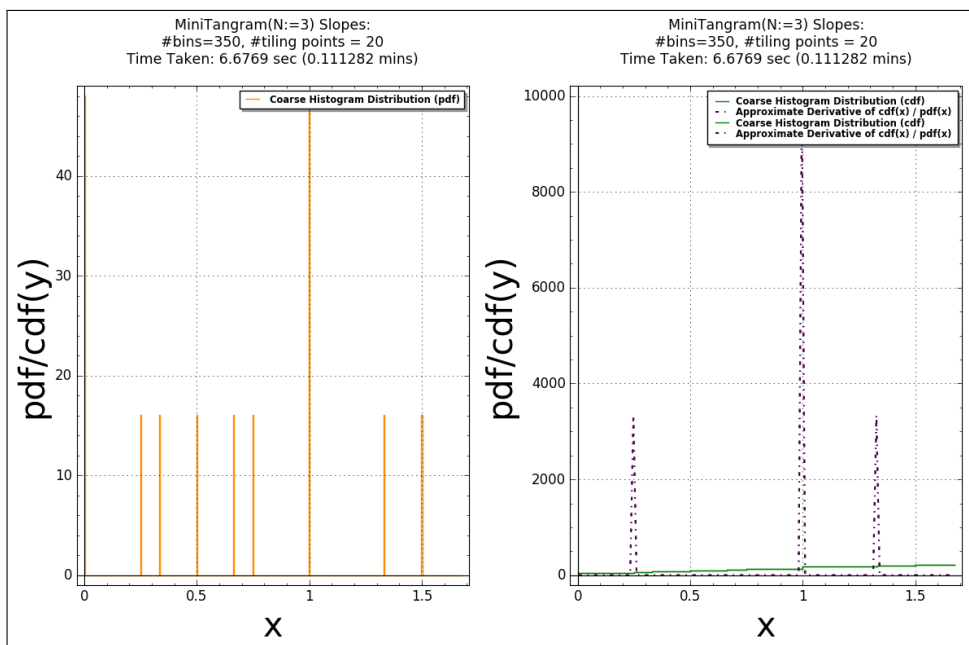 MiniTangram(N:=3) Slopes:
#bins=350, #tiling points = 20
Time Taken: 6.6769 sec (0.111282 mins)
Coarse Histogram Distribution (pdf)
40
30
20
10
0
0
0.5
1
1.5
pdf/cdf(y)
x
MiniTangram(N:=3) Slopes:
#bins=350, #tiling points = 20
Time Taken: 6.6769 sec (0.111282 mins)
Coarse Histogram Distribution (cdf)
Approximate Derivative of cdf(x) / pdf(x)
Coarse Histogram Distribution (cdf)
Approximate Derivative of cdf(x) / pdf(x)
10000
8000
6000
4000
2000
0
0
0.5
1
1.5
pdf/cdf(y)
x